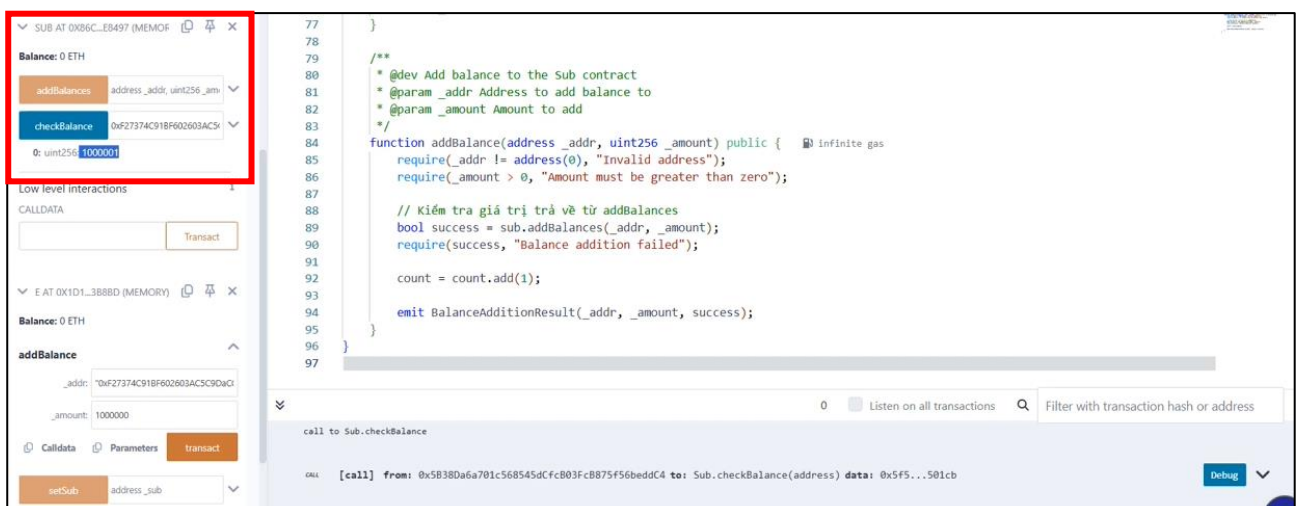 SUB AT 0X86C...E8497 (MEMOR
Balance: 0 ETH
addBalances address _addr, uint256 _am
checkBalance 0xF27374C91BF602603AC5
0: uint256: 1000001
Low level interactions
CALLDATA
Transact
E AT 0X1D1...3B8BD (MEMORY)
Balance: 0 ETH
addBalance
_addr: "0xF27374C91BF602603AC5C9DaC
_amount: 1000000
Calldata Parameters transact
setSub address _sub
77 }
78
79 /**
80 * @dev Add balance to the Sub contract
81 * @param _addr Address to add balance to
82 * @param _amount Amount to add
83 */
84 function addBalance(address _addr, uint256 _amount) public { infinite gas
85 require(_addr != address(0), "Invalid address");
86 require(_amount > 0, "Amount must be greater than zero");
87
88 // Kiểm tra giá trị trả về từ addBalances
89 bool success = sub.addBalances(_addr, _amount);
90 require(success, "Balance addition failed");
91
92 count = count.add(1);
93
94 emit BalanceAdditionResult(_addr, _amount, success);
95 }
96 }
97
0 Listen on all transactions Filter with transaction hash or address
call to Sub.checkBalance
CALL [call] from: 0x5B38Da6a701c568545dCfcB03FcB875f56beddC4 to: Sub.checkBalance(address) data: 0x5f5...501cb Debug